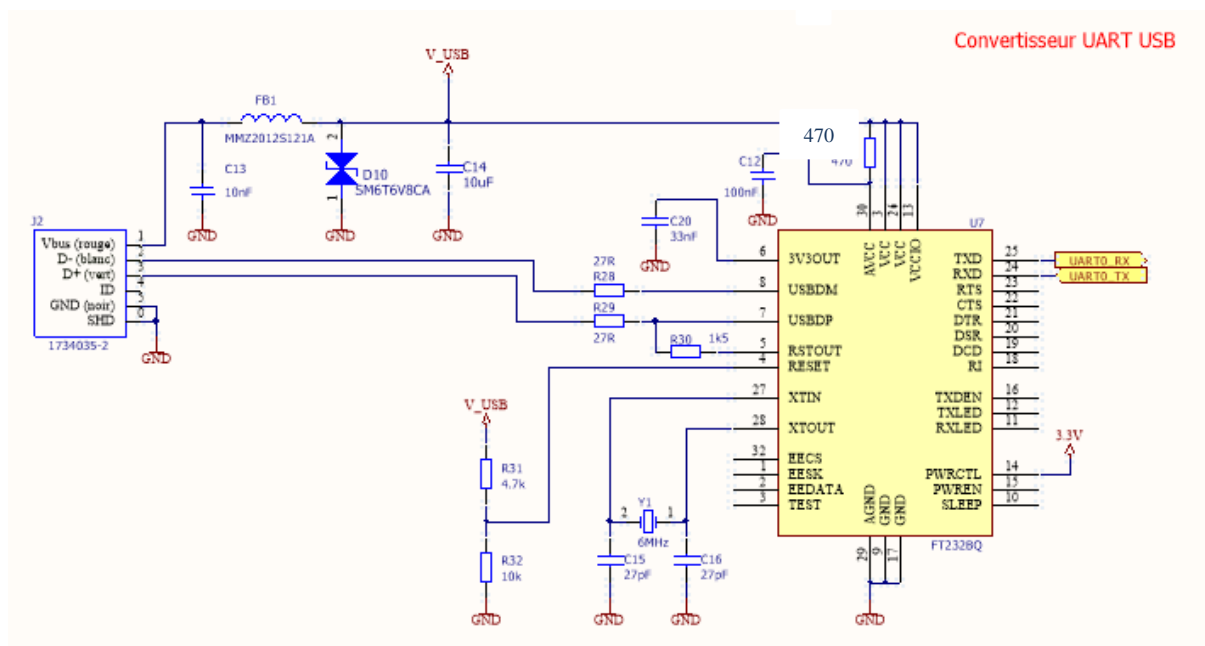 Convertisseur UART USB
V_USB
FB1
MMZ2012S121A
C13
10nF
2
D10
SM6T6V8CA
1
C14
10uF
470
470
C12
100nF
GND
GND
GND
GND
C20
33nF
GND
30
3
26
13
U7
AVCC
VCC
VCC
VCCIO
J2
Vbus (rouge) 1
D- (blanc) 2
D+ (vert) 3
ID 4
GND (noir) 5
SHD 0
1734035-2
GND
27R
R28
R29
27R
R30 1k5
6 3V3OUT
8 USBDM
7 USBDP
5 RSTOUT
4 RESET
27 XTIN
28 XTOUT
32 EECS
1 EESK
2 EEDATA
3 TEST
TXD 25 UART0_RX
RXD 24 UART0_TX
RTS 23
CTS 22
DTR 21
DSR 20
DCD 19
RI 18
TXDEN 16
TXLED 12
RXLED 11
3.3V
PWRCTL 14
PWREN 15
SLEEP 10
AGND
GND
GND
29
9
17
FT232BQ
GND
V_USB
R31
4.7k
R32
10k
GND
2 Y1 1
6MHz
C15
27pF
C16
27pF
GND
GND